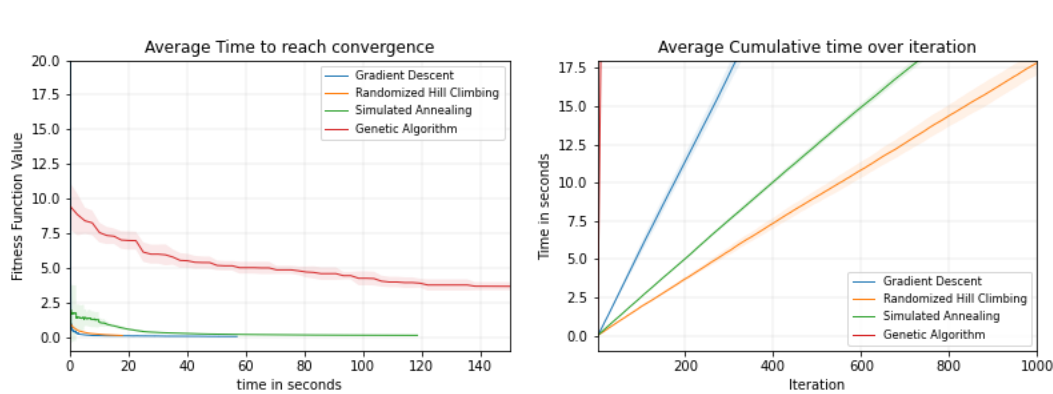 Average Time to reach convergence
Fitness Function Value
20.0
17.5
15.0
12.5
10.0
7.5
5.0
2.5
0.0
Gradient Descent
Randomized Hill Climbing
Simulated Annealing
Genetic Algorithm
0 20 40 60 80 100 120 140
time in seconds
Average Cumulative time over iteration
Time in seconds
17.5
15.0
12.5
10.0
7.5
5.0
2.5
0.0
Gradient Descent
Randomized Hill Climbing
Simulated Annealing
Genetic Algorithm
200 400 600 800 1000
Iteration